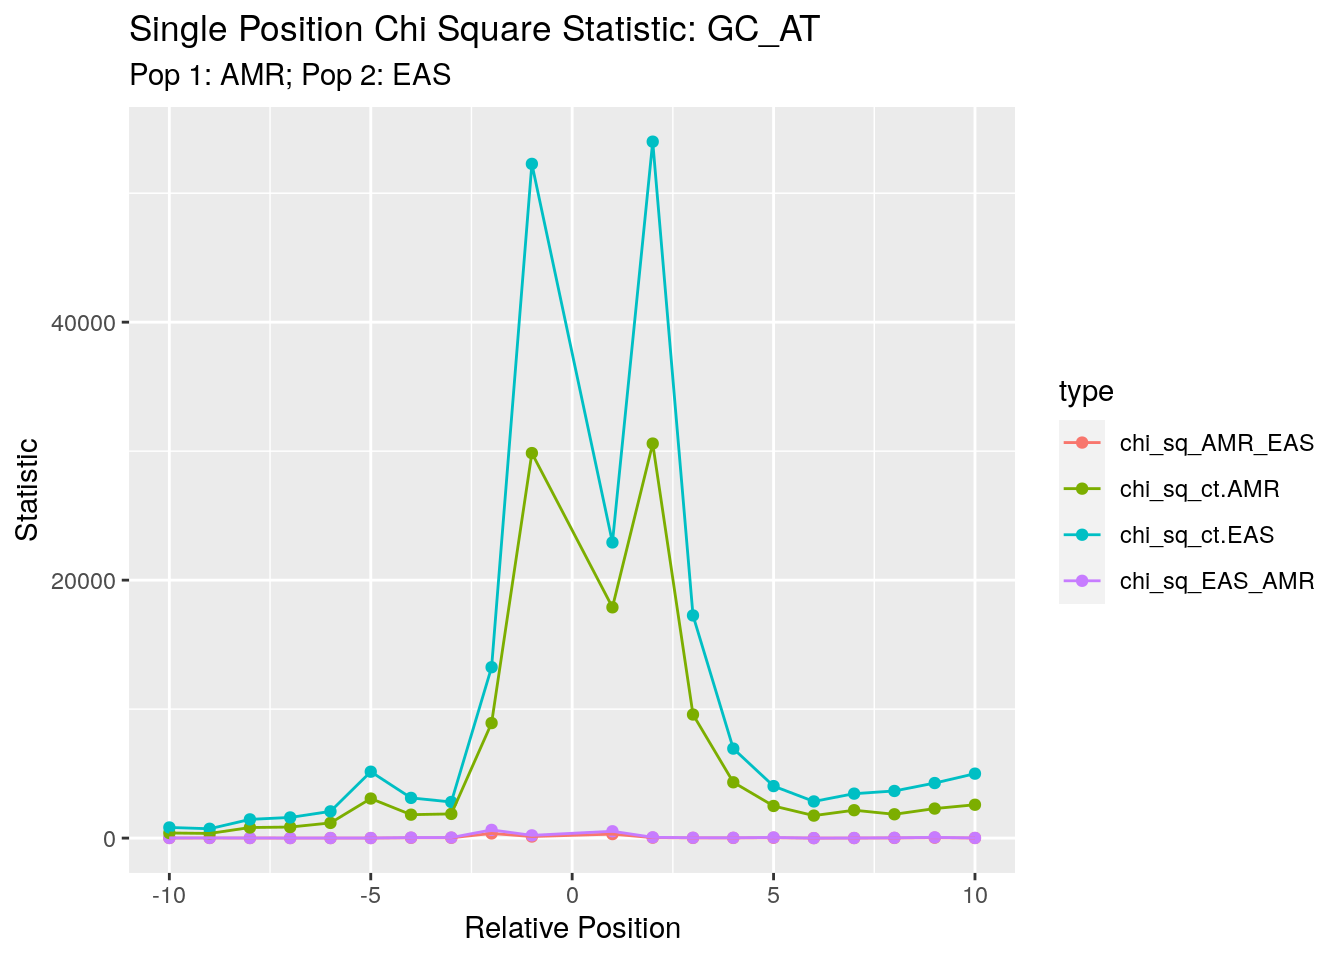 Single Position Chi Square Statistic: GC_AT
Pop 1: AMR; Pop 2: EAS
Statistic
40000
20000
0
-10
-5
0
5
10
Relative Position
type
chi_sq_AMR_EAS
chi_sq_ct.AMR
chi_sq_ct.EAS
chi_sq_EAS_AMR